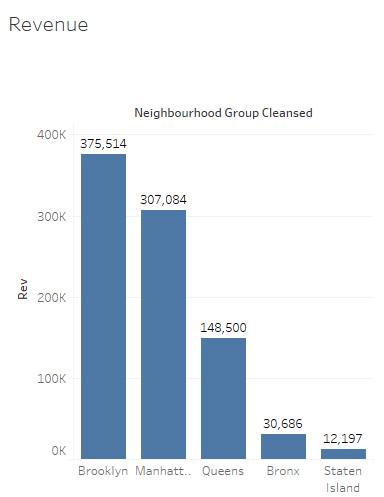 Revenue
Neighbourhood Group Cleansed
400K
375,514
307,084
300K
Rev
200K
148,500
100K
30,686
12,197
0K
Brooklyn Manhatt.. Queens Bronx Staten
Island